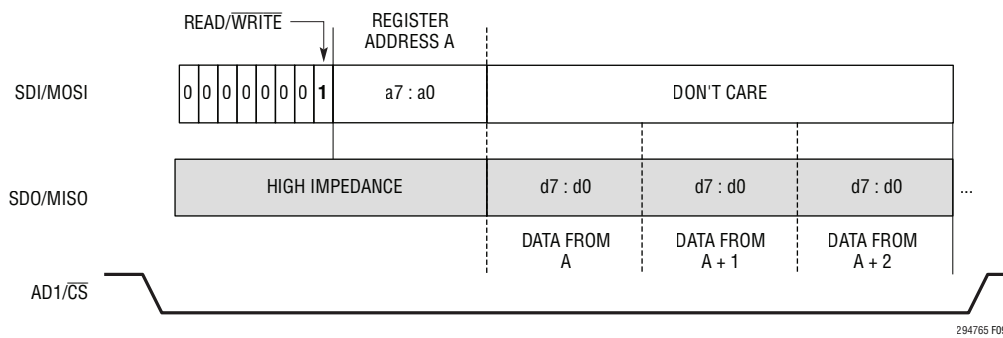 READ/WRITE
REGISTER
ADDRESS A
SDI/MOSI
0 0 0 0 0 0 0 1
a7 : a0
DON'T CARE
SDO/MISO
HIGH IMPEDANCE
d7 : d0
d7 : d0
d7 : d0
...
DATA FROM
A
DATA FROM
A + 1
DATA FROM
A + 2
AD1/CS
294765 F09